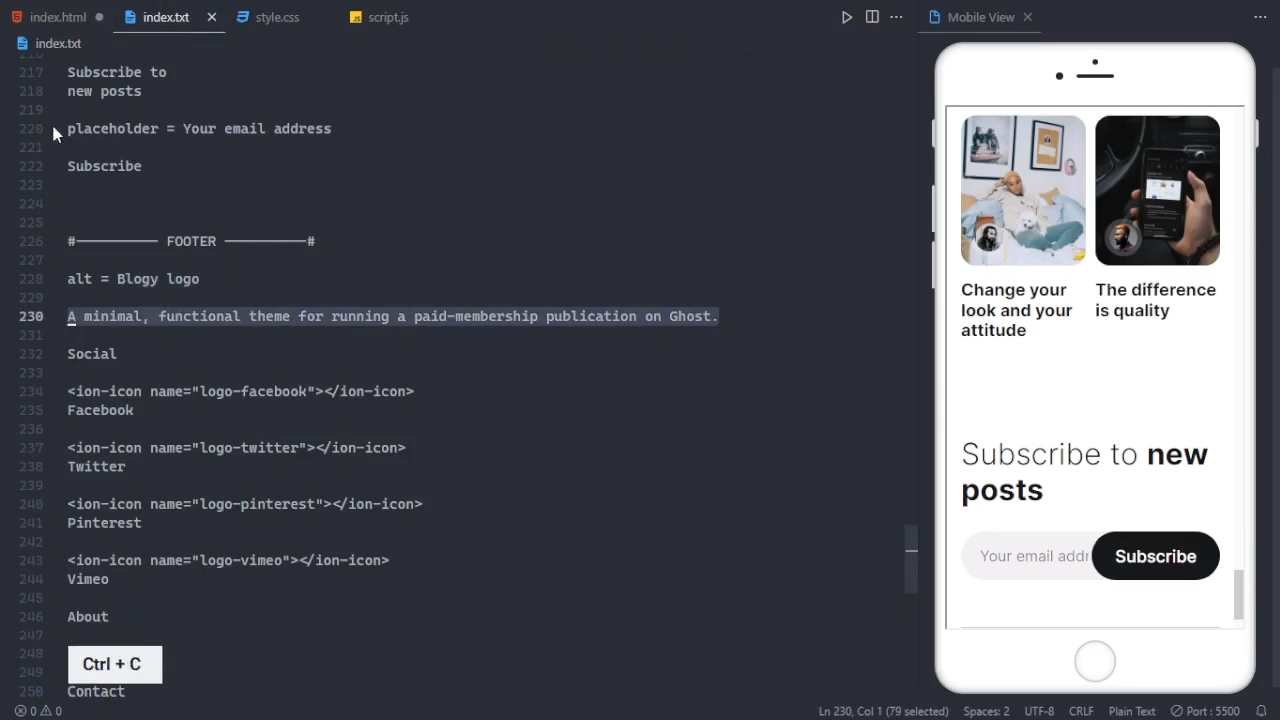 index.html
index.txt
style.css
script.js
Mobile View
index.txt
217 Subscribe to
218 new posts
219
220 placeholder = Your email address
221
222 Subscribe
223
224
225
226 #────────── FOOTER ──────────#
227
228 alt = Blogy logo
229
230 A minimal, functional theme for running a paid-membership publication on Ghost.
231
232 Social
233
234 <ion-icon name="logo-facebook"></ion-icon>
235 Facebook
236
237 <ion-icon name="logo-twitter"></ion-icon>
238 Twitter
239
240 <ion-icon name="logo-pinterest"></ion-icon>
241 Pinterest
242
243 <ion-icon name="logo-vimeo"></ion-icon>
244 Vimeo
245
246 About
247
248
249
250 Contact
Ctrl + C
Change your
look and your
attitude
The difference
is quality
Subscribe to new
posts
Your email addr
Subscribe
0 0
Ln 230, Col 1 (79 selected)
Spaces: 2
UTF-8
CRLF
Plain Text
Port : 5500